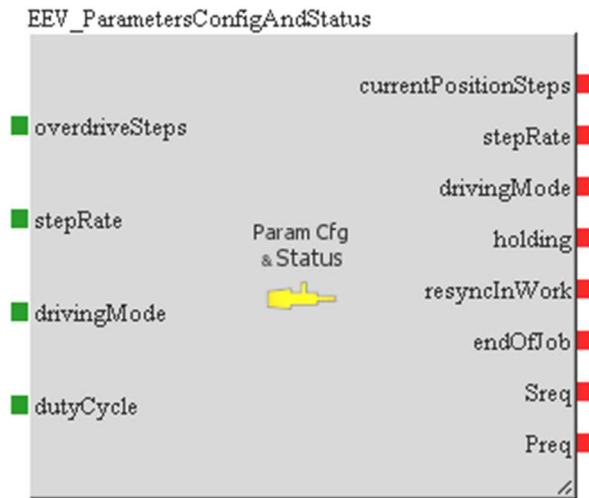 EEV_ParametersConfigAndStatus
overdriveSteps
stepRate
drivingMode
dutyCycle
Param Cfg
& Status
currentPositionSteps
stepRate
drivingMode
holding
resyncInWork
endOfJob
Sreq
Preq